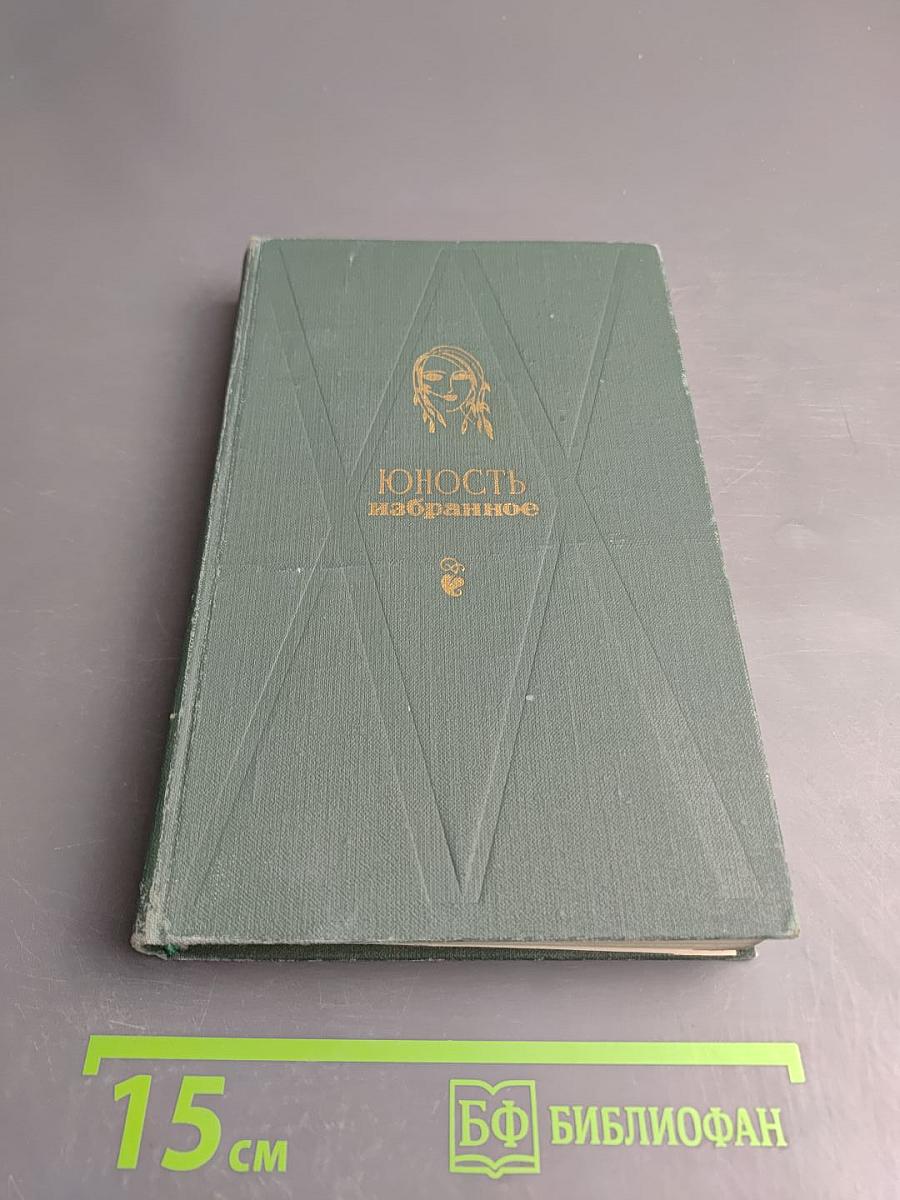 ЮНОСТЬ
избранное
15 см
БФ БИБЛИОФАН